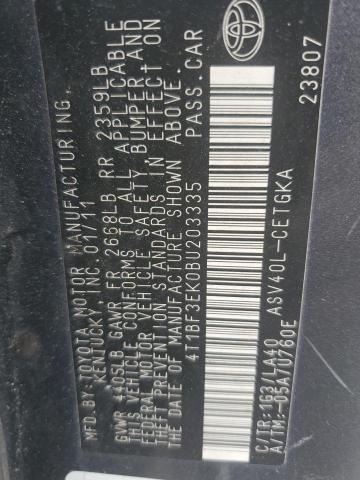 MFD.BY:TOYOTA MOTOR MANUFACTURING,
KENTUCKY INC. 01/11
GVWR 4405LB GAWR FR 2668LB RR 2359LB
THIS VEHICLE CONFORMS TO ALL APPLICABLE
FEDERAL MOTOR VEHICLE SAFETY, BUMPER AND
THEFT PREVENTION STANDARDS IN EFFECT ON
THE DATE OF MANUFACTURE SHOWN ABOVE.
4T1BF3EK0BU203335 PASS.CAR
C/TR:1G3/LA40 ASV40L-CETGKA
A/TM:-05A/U760E 23807